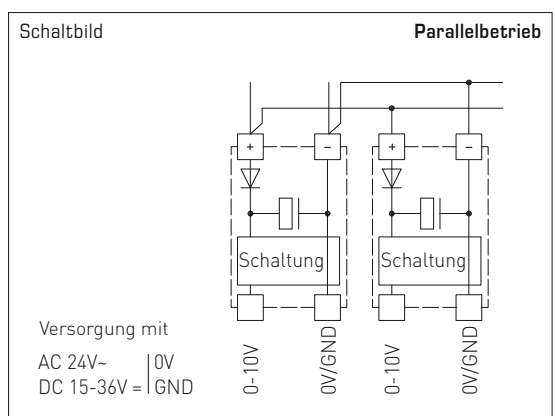 Schaltbild Parallelbetrieb
+ - + -
Schaltung Schaltung
Versorgung mit
AC 24V~ | 0V
DC 15-36V = | GND
0-10V 0V/GND 0-10V 0V/GND